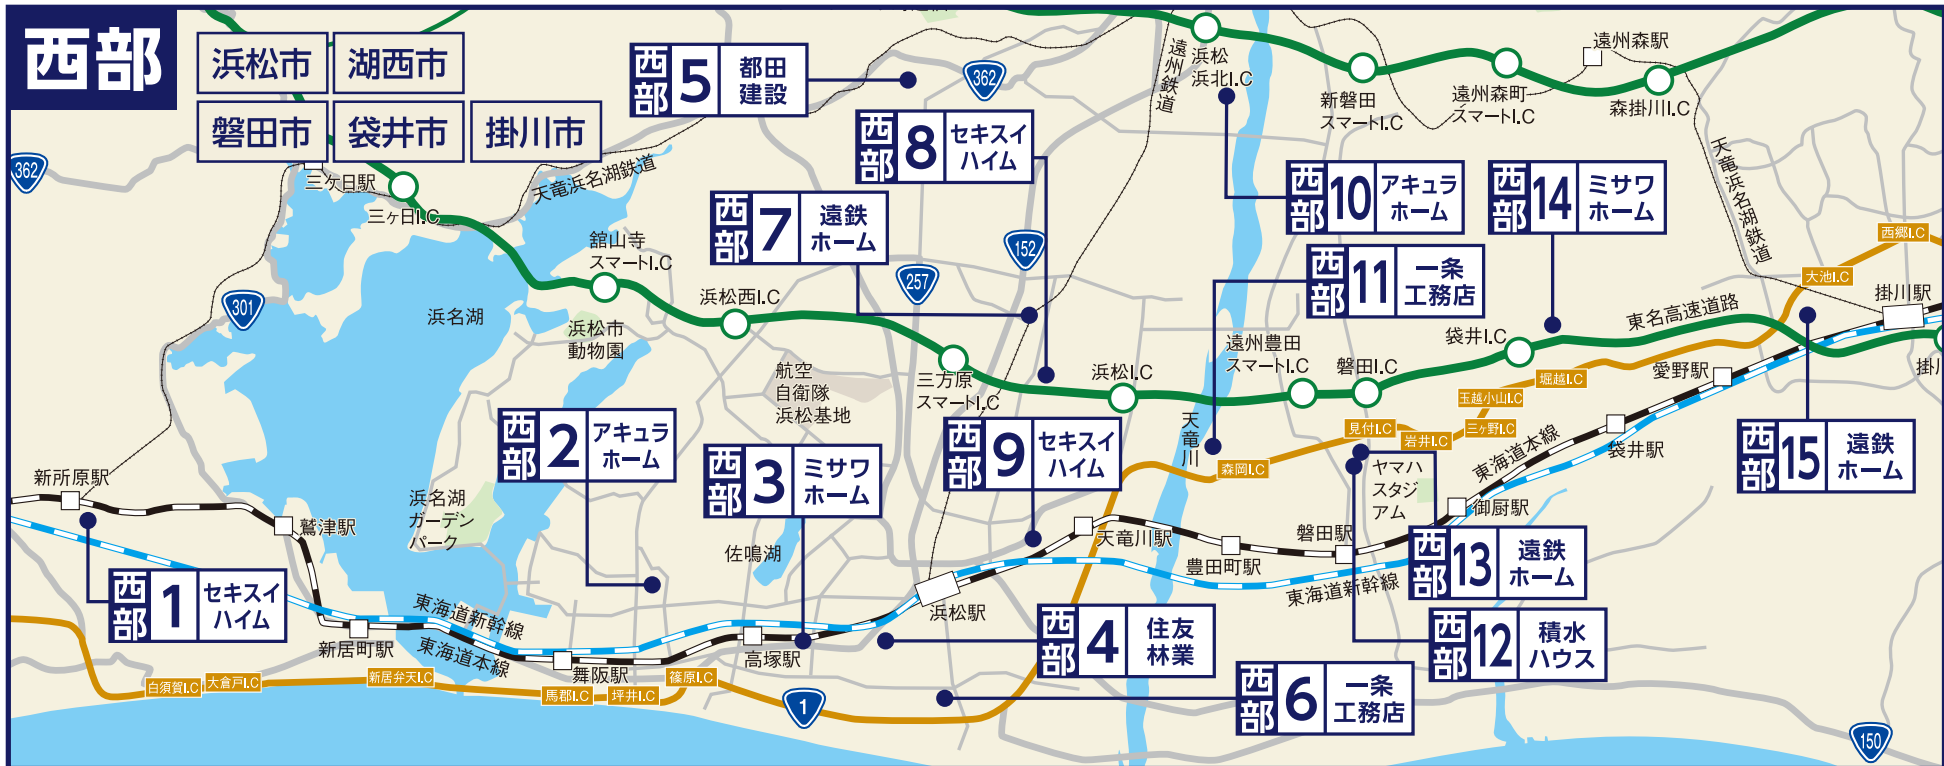 西部
浜松市
湖西市
磐田市
袋井市
掛川市
西部
5
都田
建設
西部
8
セキスイ
ハイム
西部
7
遠鉄
ホーム
西部
10
アキュラ
ホーム
西部
14
ミサワ
ホーム
西部
11
一条
工務店
西部
2
アキュラ
ホーム
西部
3
ミサワ
ホーム
西部
9
セキスイ
ハイム
西部
15
遠鉄
ホーム
西部
13
遠鉄
ホーム
西部
1
セキスイ
ハイム
西部
4
住友
林業
西部
12
積水
ハウス
西部
6
一条
工務店
362
362
301
257
152
1
150
遠州鉄道
浜松
浜北I.C
新磐田
スマートI.C
遠州森町
スマートI.C
遠州森駅
森掛川I.C
天竜浜名湖鉄道
三ケ日駅
三ヶ日I.C
天竜浜名湖鉄道
舘山寺
スマートI.C
浜松西I.C
浜名湖
浜松市
動物園
航空
自衛隊
浜松基地
三方原
スマートI.C
浜松I.C
遠州豊田
スマートI.C
磐田I.C
袋井I.C
東名高速道路
西郷I.C
大池I.C
掛川駅
愛野駅
堀越I.C
玉越小山I.C
三ヶ野I.C
岩井I.C
見付I.C
森岡I.C
天竜川
東海道本線
袋井駅
御厨駅
ヤマハ
スタジ
アム
磐田駅
豊田町駅
天竜川駅
東海道新幹線
浜松駅
佐鳴湖
浜名湖
ガーデン
パーク
新所原駅
鷲津駅
新居町駅
東海道新幹線
東海道本線
舞阪駅
高塚駅
白須賀I.C
大倉戸I.C
新居弁天I.C
馬郡I.C
坪井I.C
篠原I.C